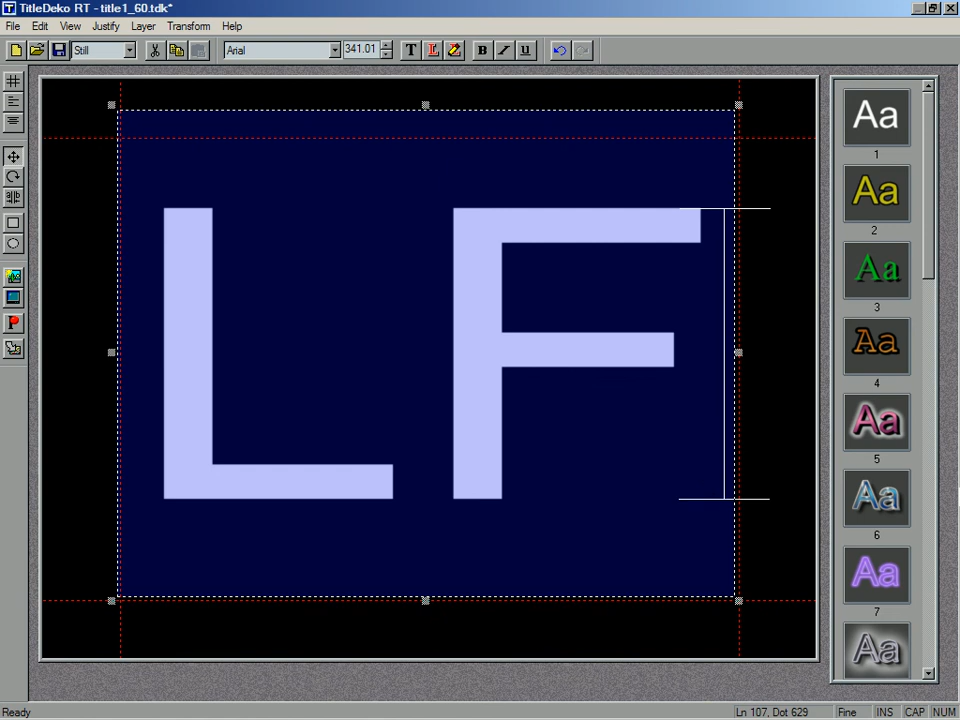 TitleDeko RT - title1_60.tdk*
File Edit View Justify Layer Transform Help
Still Arial 341.01 T L B I U
LF
Aa
1
Aa
2
Aa
3
Aa
4
Aa
5
Aa
6
Aa
7
Aa
Ready Ln 107, Dot 629 Fine INS CAP NUM